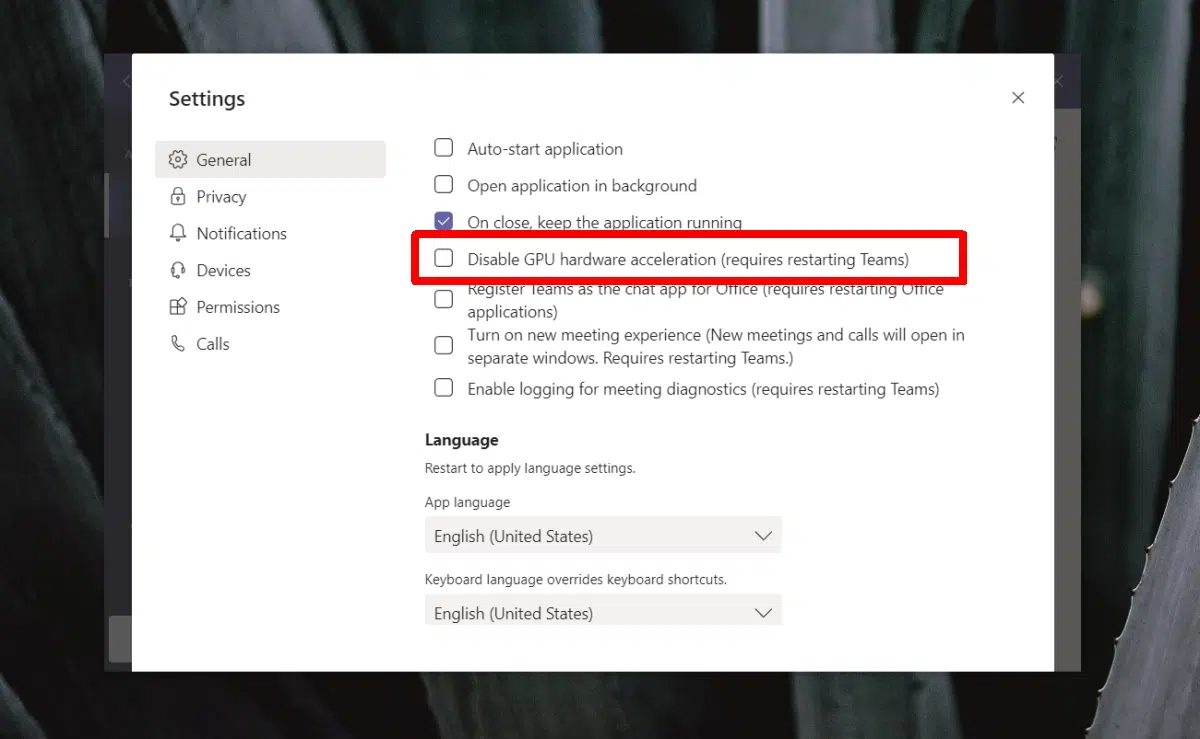 Settings
General
Privacy
Notifications
Devices
Permissions
Calls
Auto-start application
Open application in background
On close, keep the application running
Disable GPU hardware acceleration (requires restarting Teams)
Register Teams as the chat app for Office (requires restarting Office
applications)
Turn on new meeting experience (New meetings and calls will open in
separate windows. Requires restarting Teams.)
Enable logging for meeting diagnostics (requires restarting Teams)
Language
Restart to apply language settings.
App language
English (United States)
Keyboard language overrides keyboard shortcuts.
English (United States)